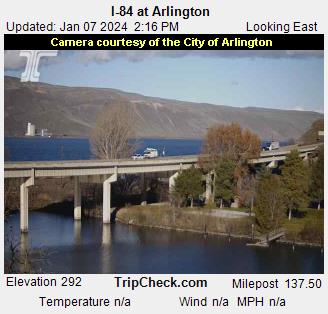 I-84 at Arlington
Updated: Jan 07 2024 2:16 PM Looking East
Camera courtesy of the City of Arlington
Elevation 292 TripCheck.com Milepost 137.50
Temperature n/a Wind n/a MPH n/a